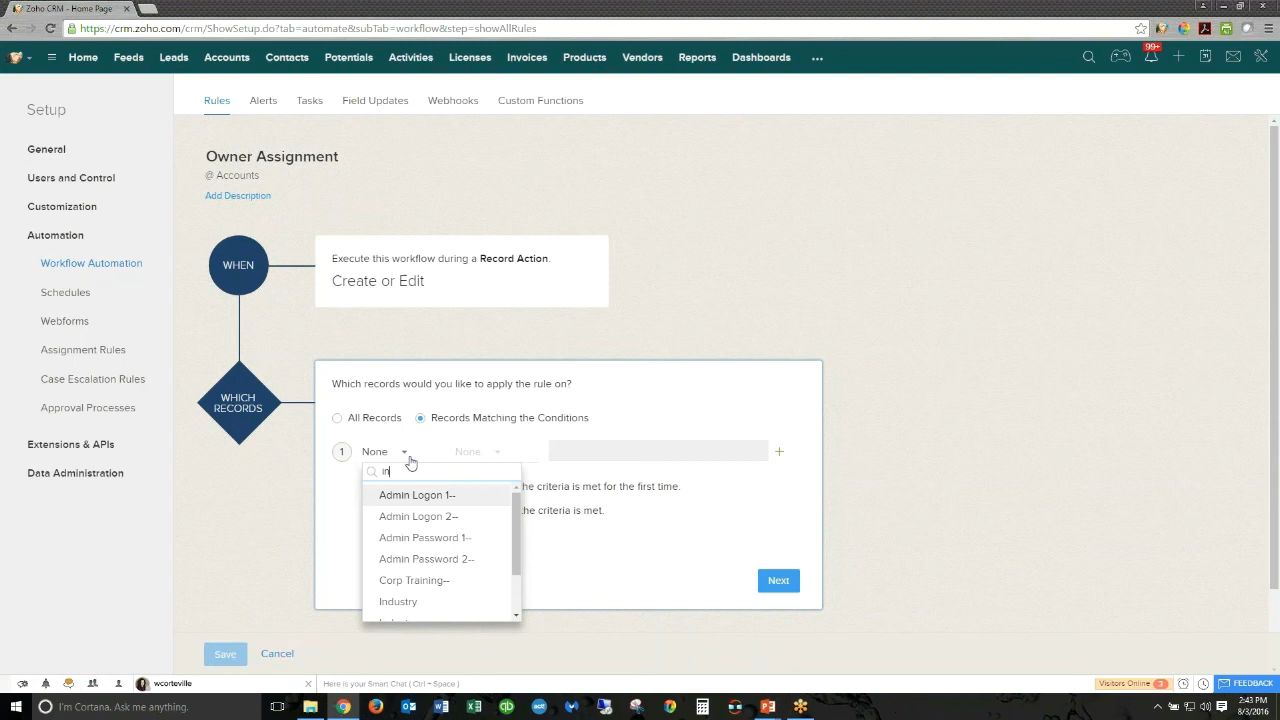 Zoho CRM - Home Page
https://crm.zoho.com/crm/ShowSetup.do?tab=automate&subTab=workflow&step=showAllRules
Home Feeds Leads Accounts Contacts Potentials Activities Licenses Invoices Products Vendors Reports Dashboards ••• 99+
Setup
General
Users and Control
Customization
Automation
Workflow Automation
Schedules
Webforms
Assignment Rules
Case Escalation Rules
Approval Processes
Extensions & APIs
Data Administration
Rules Alerts Tasks Field Updates Webhooks Custom Functions
Owner Assignment
@ Accounts
Add Description
WHEN
Execute this workflow during a Record Action.
Create or Edit
WHICH
RECORDS
Which records would you like to apply the rule on?
All Records Records Matching the Conditions
1 None None +
in
he criteria is met for the first time.
the criteria is met.
Admin Logon 1--
Admin Logon 2--
Admin Password 1--
Admin Password 2--
Corp Training--
Industry
Next
Save Cancel
wcorteville Here is your Smart Chat ( Ctrl + Space ) Visitors Online FEEDBACK
I'm Cortana. Ask me anything. 2:43 PM
8/3/2016